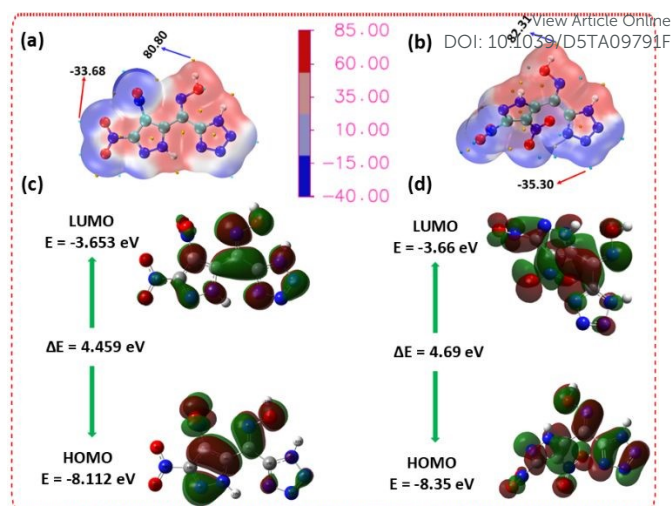 View Article Online
DOI: 10.1039/D5TA09791F
(a)
80.80
-33.68
85.00
60.00
35.00
10.00
-15.00
-40.00
(b)
82.31
-35.30
(c)
LUMO
E = -3.653 eV
ΔE = 4.459 eV
HOMO
E = -8.112 eV
(d)
LUMO
E = -3.66 eV
ΔE = 4.69 eV
HOMO
E = -8.35 eV